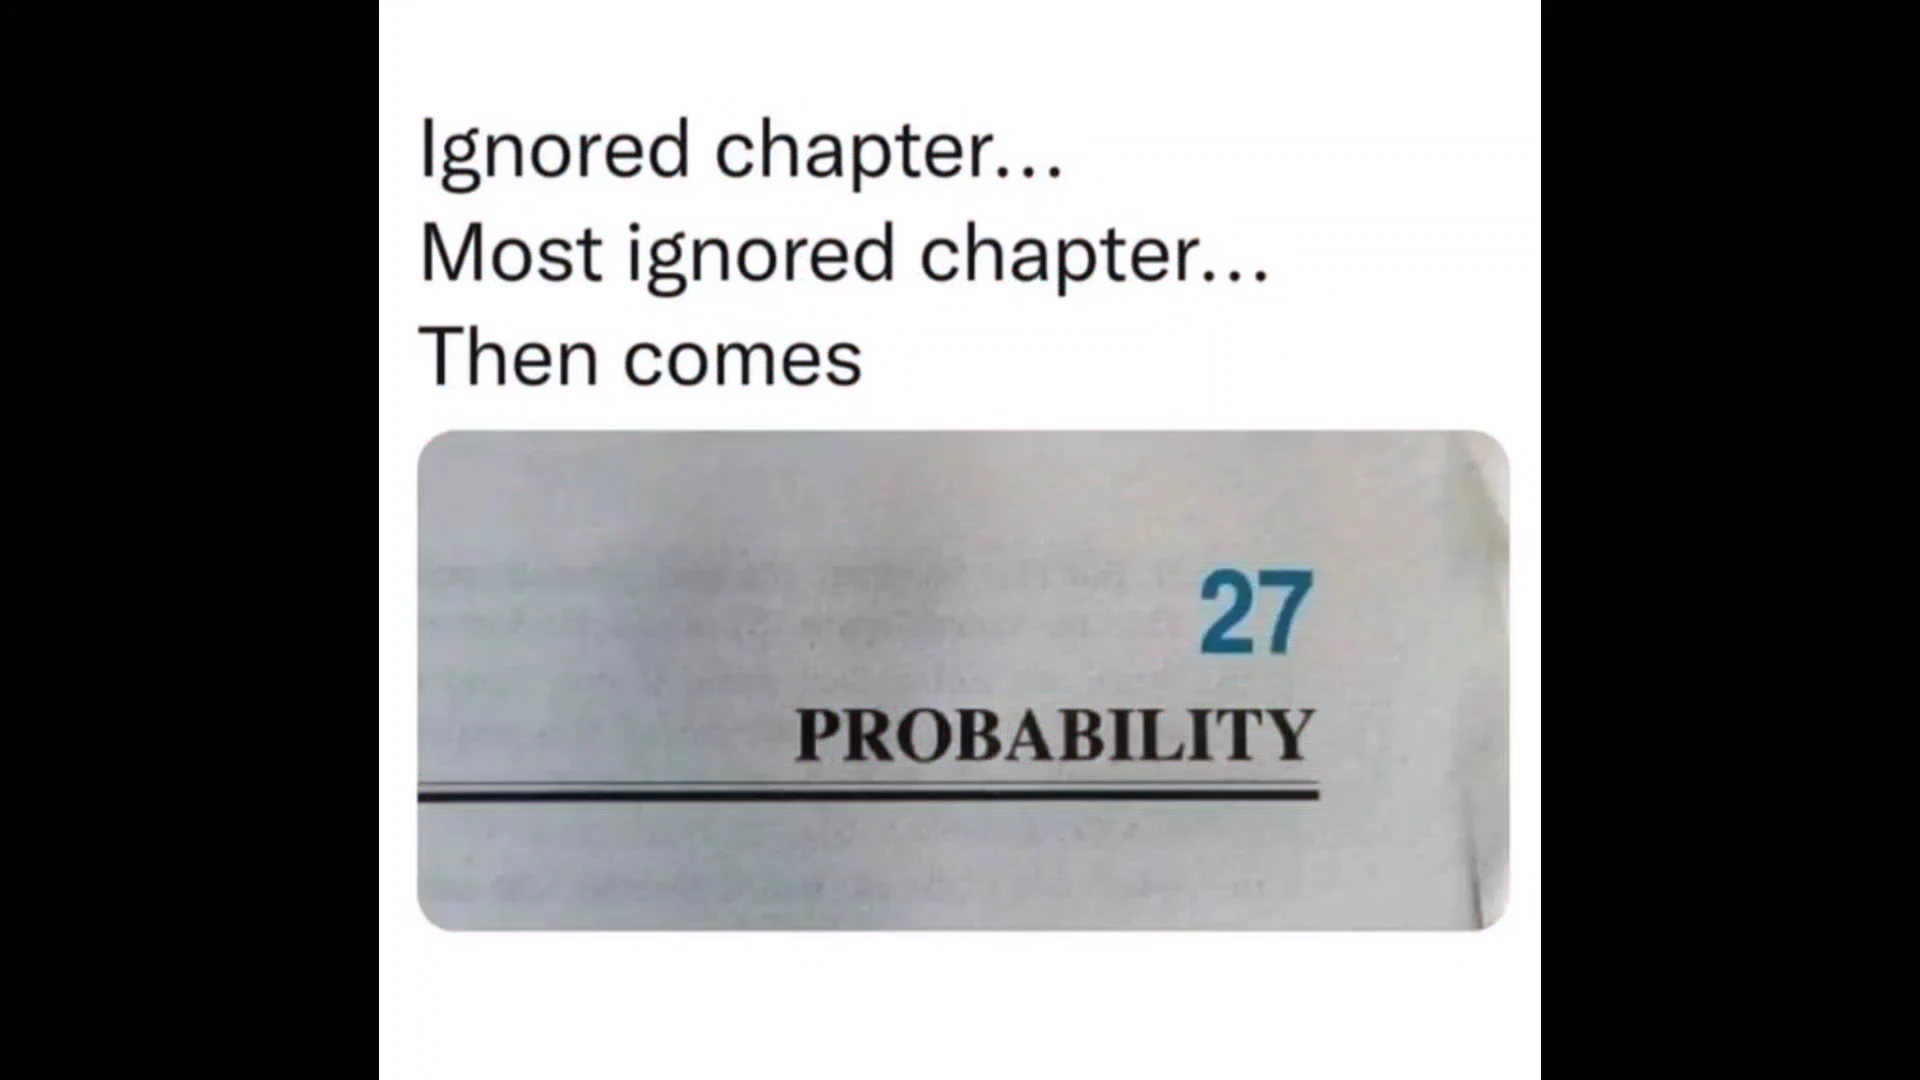 Ignored chapter...
Most ignored chapter...
Then comes
27
PROBABILITY